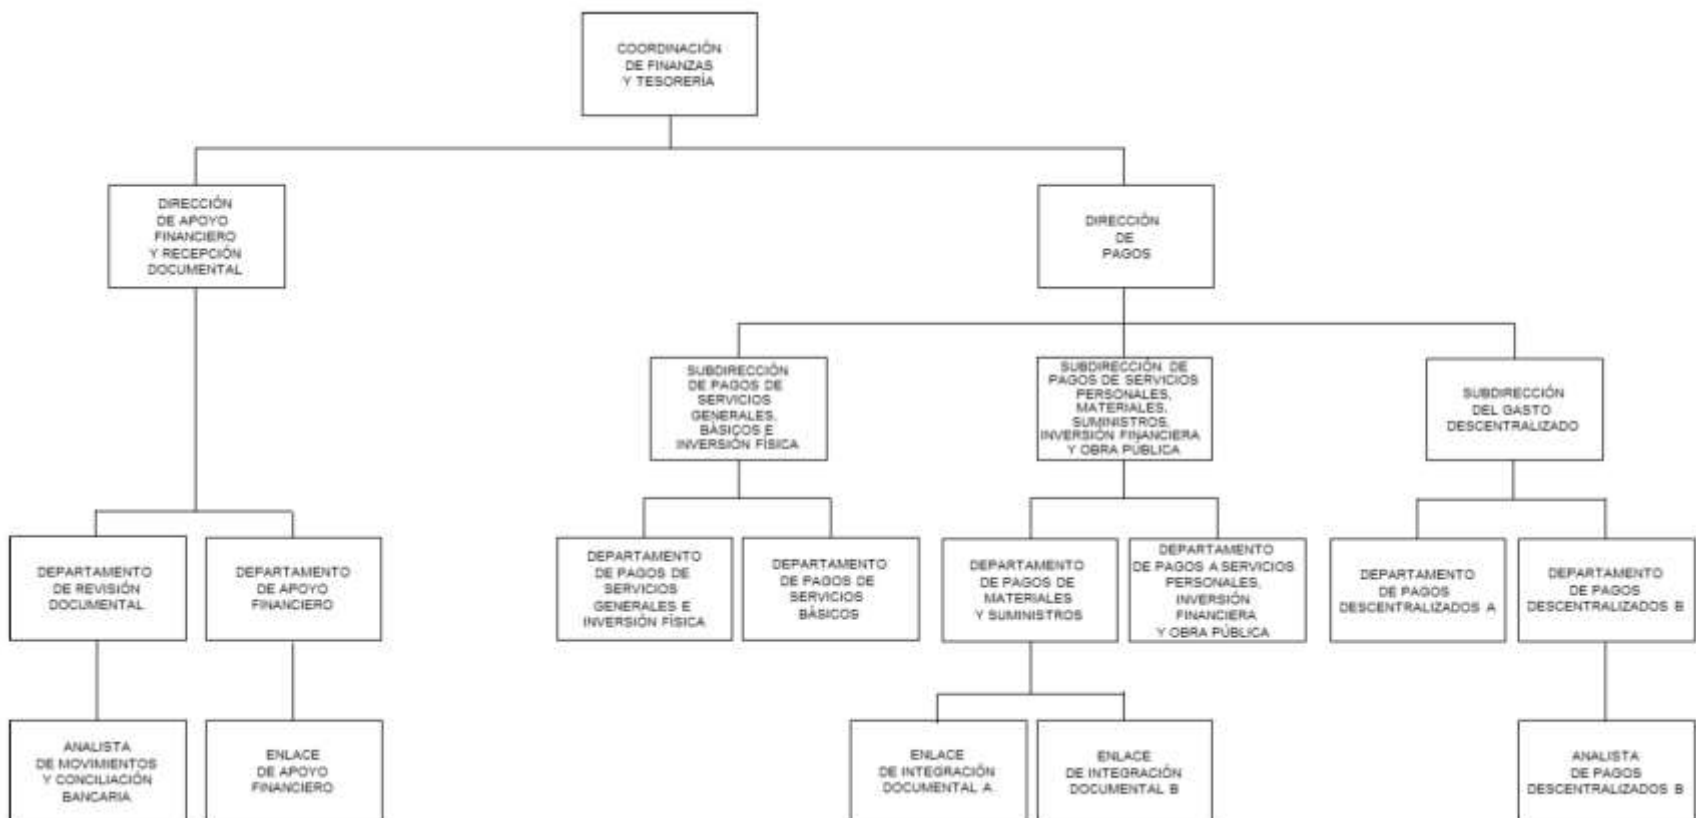 COORDINACIÓN
DE FINANZAS
Y TESORERÍA
DIRECCIÓN
DE APOYO
FINANCIERO
Y RECEPCIÓN
DOCUMENTAL
DIRECCIÓN
DE
PAGOS
SUBDIRECCIÓN
DE PAGOS DE
SERVICIOS
GENERALES,
BÁSICOS E
INVERSIÓN FÍSICA
SUBDIRECCIÓN DE
PAGOS DE SERVICIOS
PERSONALES,
MATERIALES,
SUMINISTROS,
INVERSIÓN FINANCIERA
Y OBRA PÚBLICA
SUBDIRECCIÓN
DEL GASTO
DESCENTRALIZADO
DEPARTAMENTO
DE REVISIÓN
DOCUMENTAL
DEPARTAMENTO
DE APOYO
FINANCIERO
DEPARTAMENTO
DE PAGOS DE
SERVICIOS
GENERALES E
INVERSIÓN FÍSICA
DEPARTAMENTO
DE PAGOS DE
SERVICIOS
BÁSICOS
DEPARTAMENTO
DE PAGOS DE
MATERIALES
Y SUMINISTROS
DEPARTAMENTO
DE PAGOS A SERVICIOS
PERSONALES,
INVERSIÓN
FINANCIERA
Y OBRA PÚBLICA
DEPARTAMENTO
DE PAGOS
DESCENTRALIZADOS A
DEPARTAMENTO
DE PAGOS
DESCENTRALIZADOS B
ANALISTA
DE MOVIMIENTOS
Y CONCILIACIÓN
BANCARIA
ENLACE
DE APOYO
FINANCIERO
ENLACE
DE INTEGRACIÓN
DOCUMENTAL A
ENLACE
DE INTEGRACIÓN
DOCUMENTAL B
ANALISTA
DE PAGOS
DESCENTRALIZADOS B